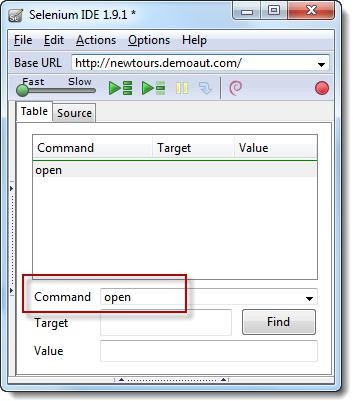 Selenium IDE 1.9.1 *
File Edit Actions Options Help
Base URL http://newtours.demoaut.com/
Fast Slow
Table Source
Command Target Value
open
Command open
Target Find
Value